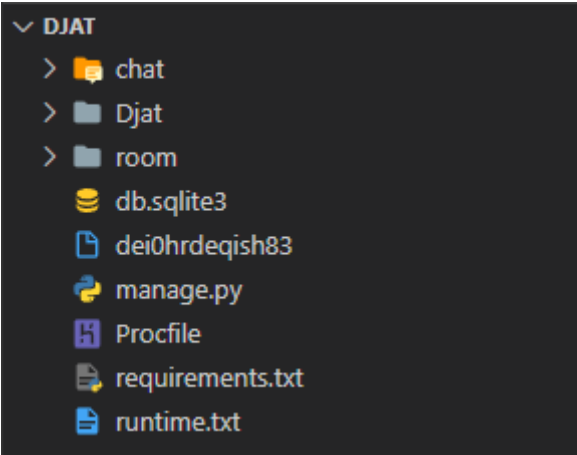 DJAT
chat
Djat
room
db.sqlite3
dei0hrdeqish83
manage.py
Procfile
requirements.txt
runtime.txt